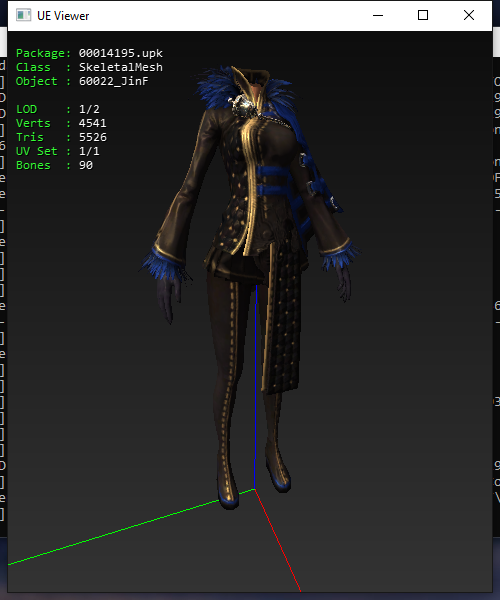 UE Viewer
Package: 00014195.upk
Class : SkeletalMesh
Object : 60022_JinF
LOD : 1/2
Verts : 4541
Tris : 5526
UV Set : 1/1
Bones : 90